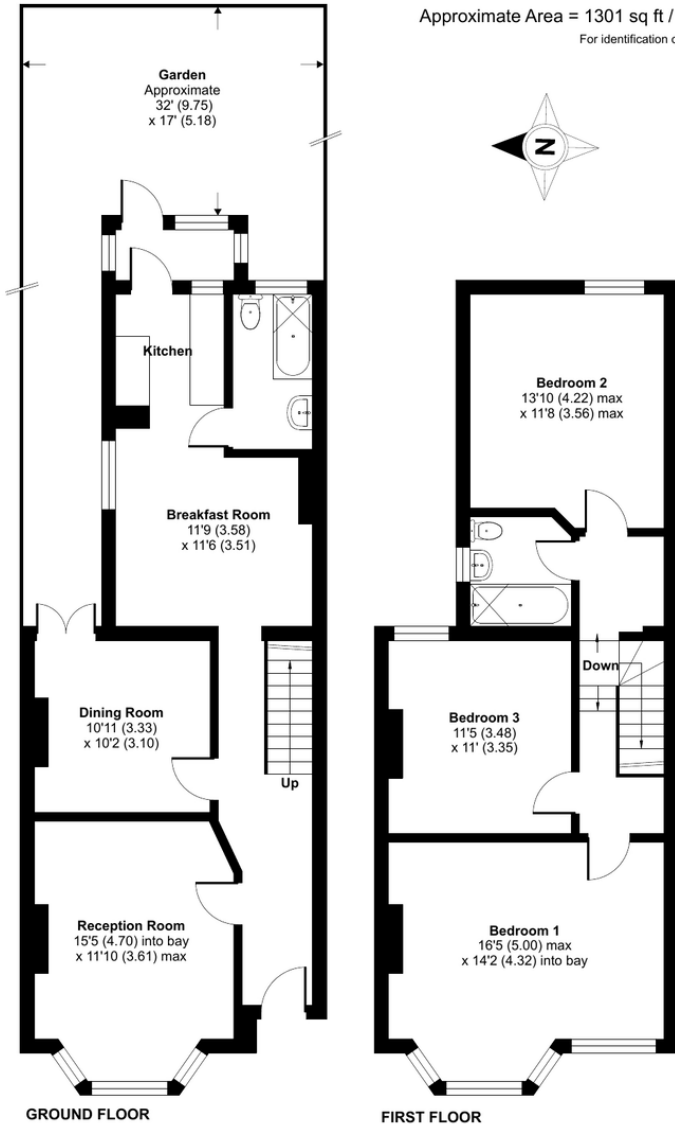 Approximate Area = 1301 sq ft /
For identification o
Garden
Approximate
32' (9.75)
x 17' (5.18)
N
Kitchen
Breakfast Room
11'9 (3.58)
x 11'6 (3.51)
Dining Room
10'11 (3.33)
x 10'2 (3.10)
Up
Reception Room
15'5 (4.70) into bay
x 11'10 (3.61) max
GROUND FLOOR
Bedroom 2
13'10 (4.22) max
x 11'8 (3.56) max
Down
Bedroom 3
11'5 (3.48)
x 11' (3.35)
Bedroom 1
16'5 (5.00) max
x 14'2 (4.32) into bay
FIRST FLOOR